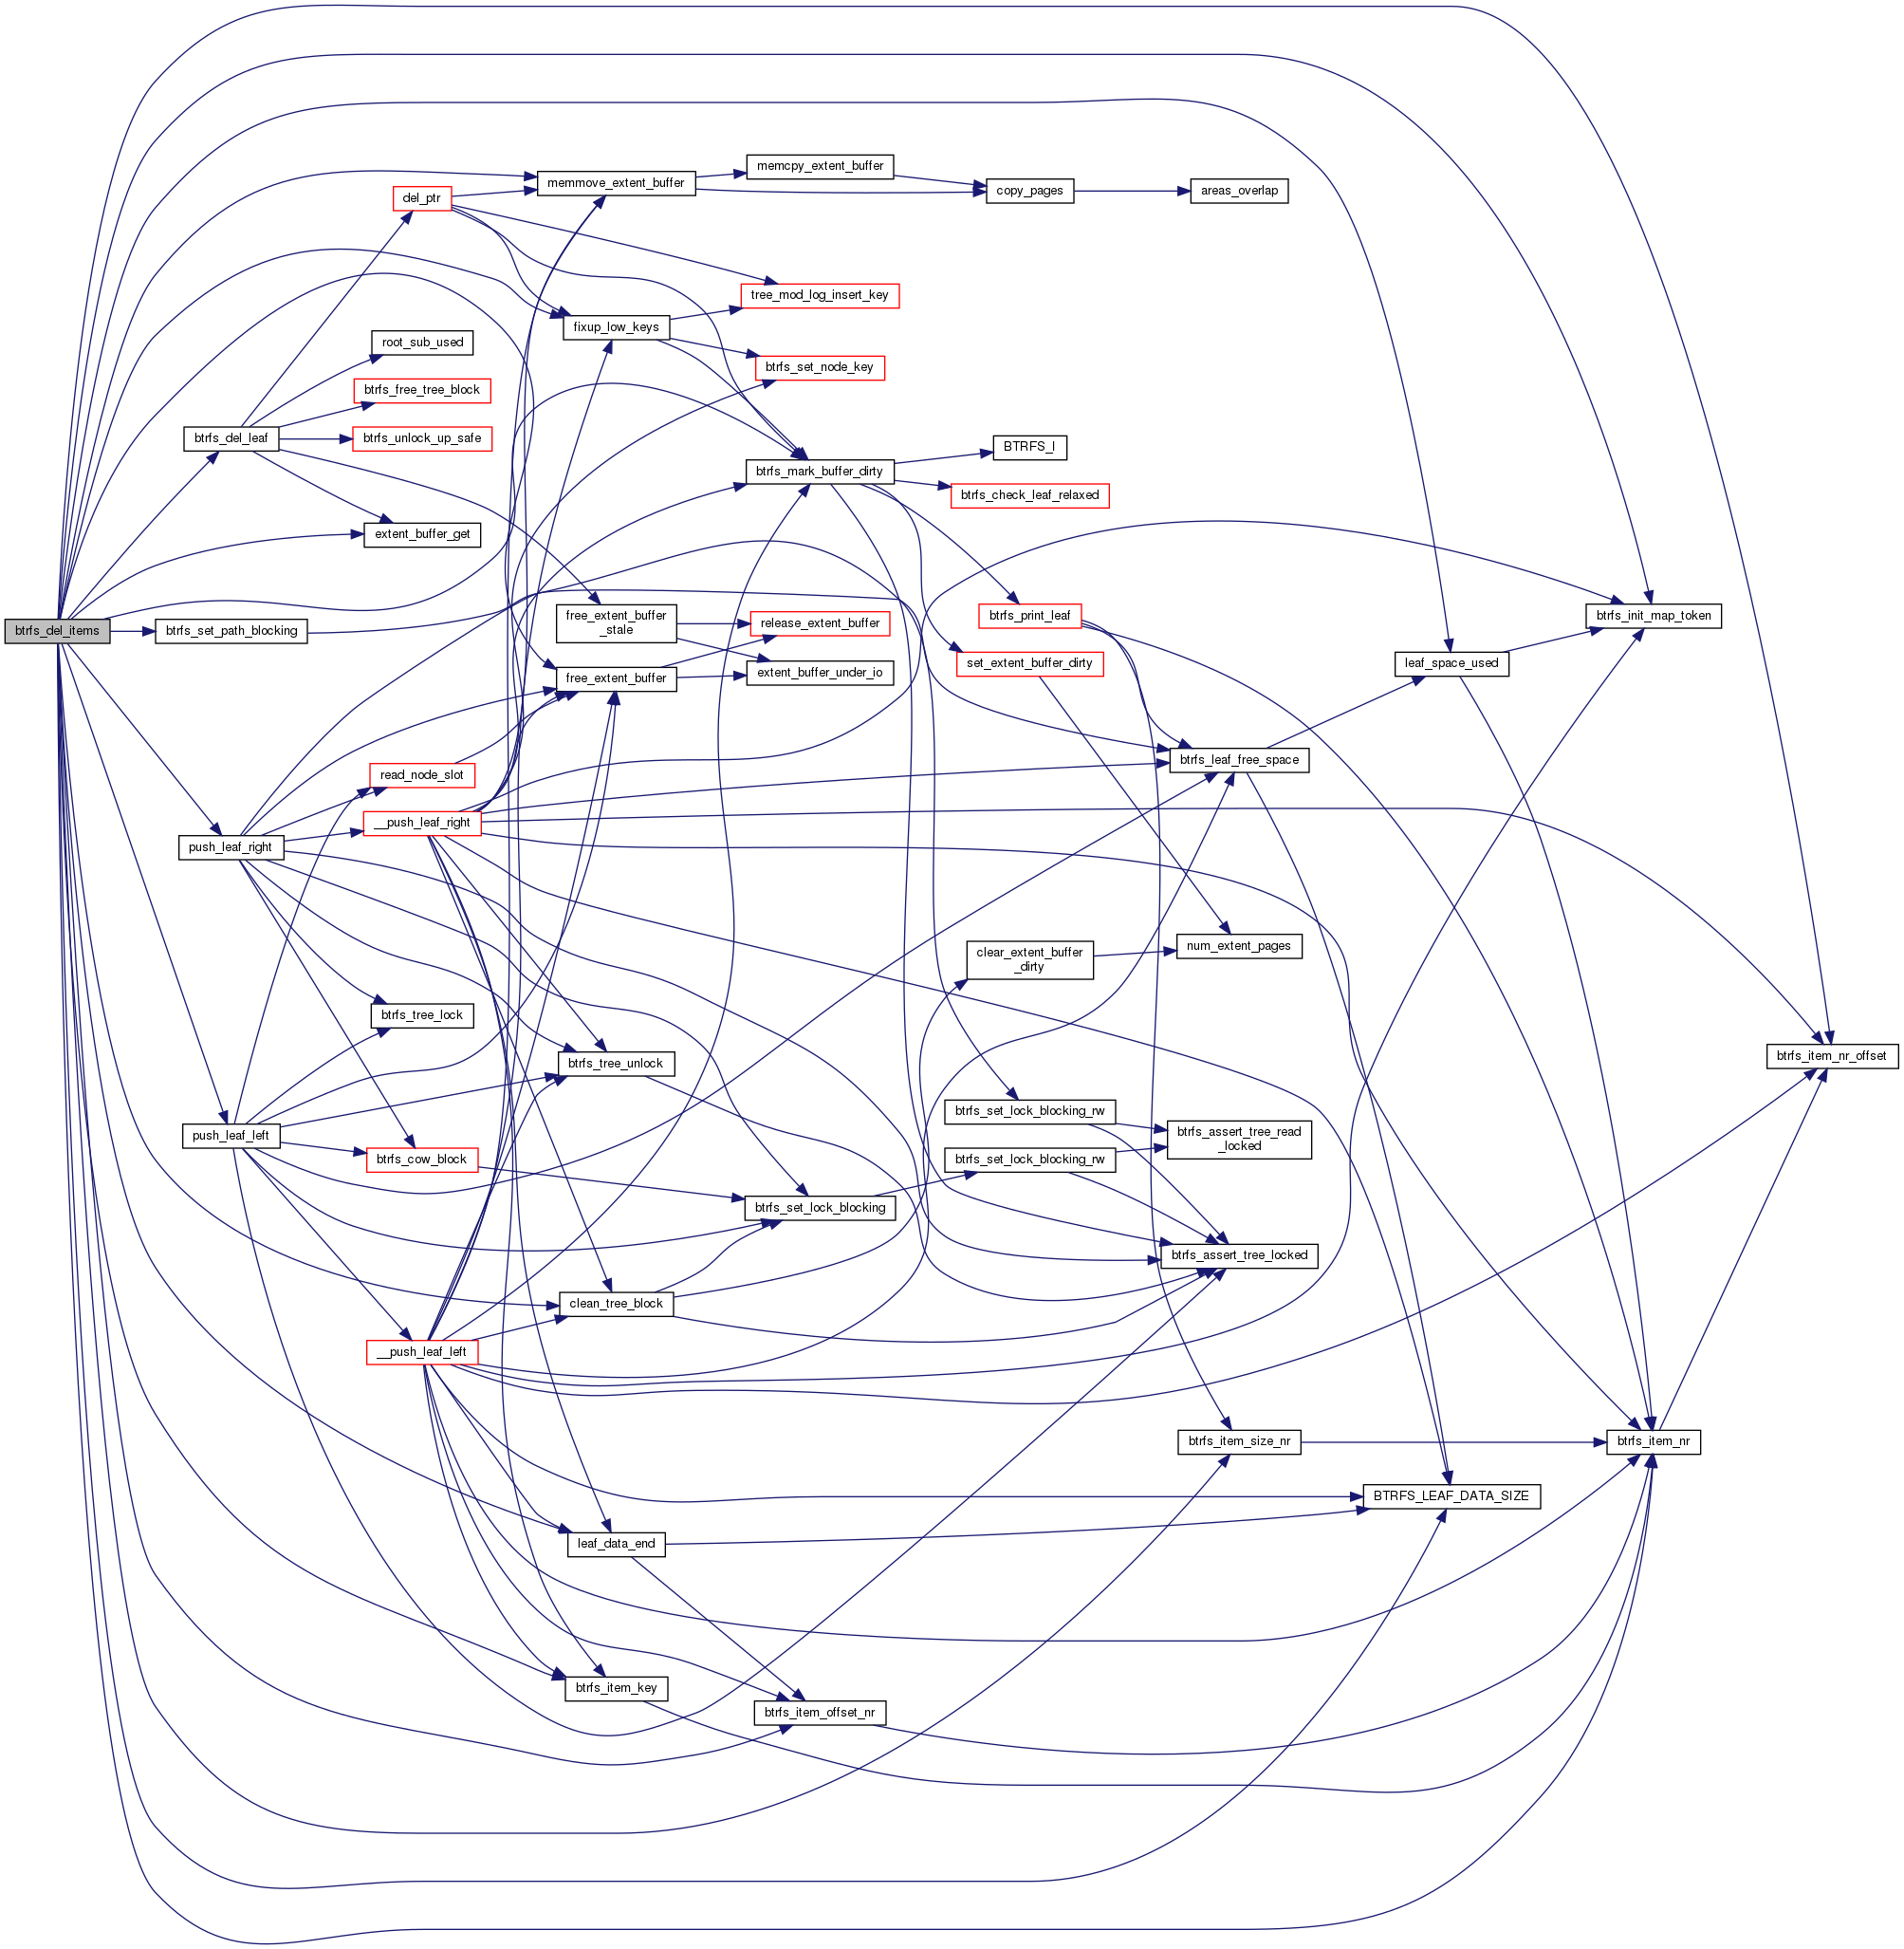 memcpy_extent_buffer
memmove_extent_buffer
copy_pages
areas_overlap
del_ptr
tree_mod_log_insert_key
fixup_low_keys
root_sub_used
btrfs_set_node_key
btrfs_free_tree_block
btrfs_del_leaf
btrfs_unlock_up_safe
BTRFS_I
btrfs_mark_buffer_dirty
btrfs_check_leaf_relaxed
extent_buffer_get
btrfs_del_items
btrfs_set_path_blocking
free_extent_buffer
_stale
release_extent_buffer
btrfs_print_leaf
btrfs_init_map_token
free_extent_buffer
extent_buffer_under_io
set_extent_buffer_dirty
leaf_space_used
read_node_slot
btrfs_leaf_free_space
__push_leaf_right
push_leaf_right
clear_extent_buffer
_dirty
num_extent_pages
btrfs_tree_lock
btrfs_tree_unlock
btrfs_item_nr_offset
btrfs_set_lock_blocking_rw
push_leaf_left
btrfs_assert_tree_read
_locked
btrfs_cow_block
btrfs_set_lock_blocking_rw
btrfs_set_lock_blocking
btrfs_assert_tree_locked
clean_tree_block
__push_leaf_left
btrfs_item_size_nr
btrfs_item_nr
BTRFS_LEAF_DATA_SIZE
leaf_data_end
btrfs_item_key
btrfs_item_offset_nr